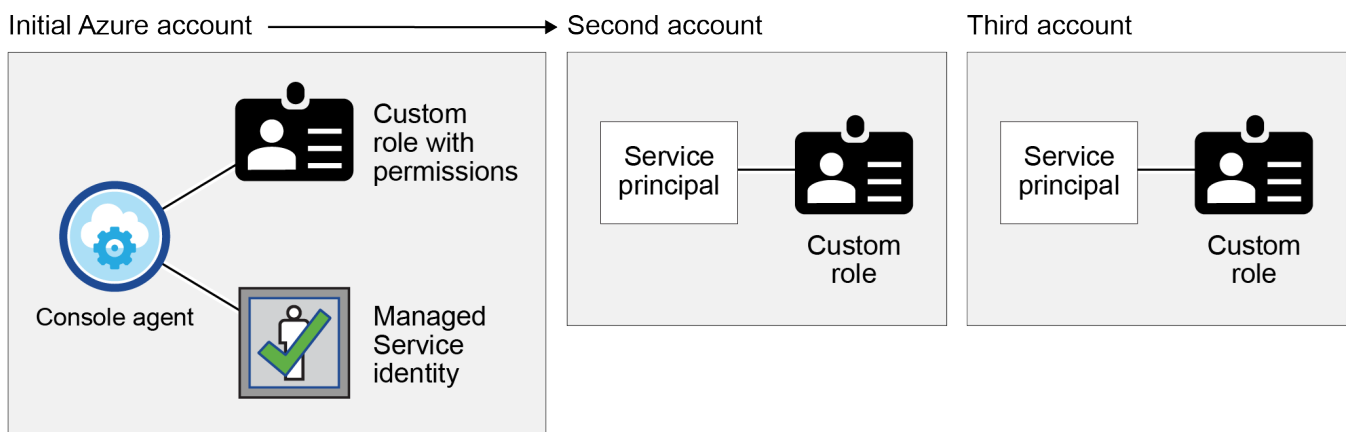 Initial Azure account
Second account
Third account
Custom
role with
permissions
Console agent
Managed
Service
identity
Service
principal
Custom
role
Service
principal
Custom
role